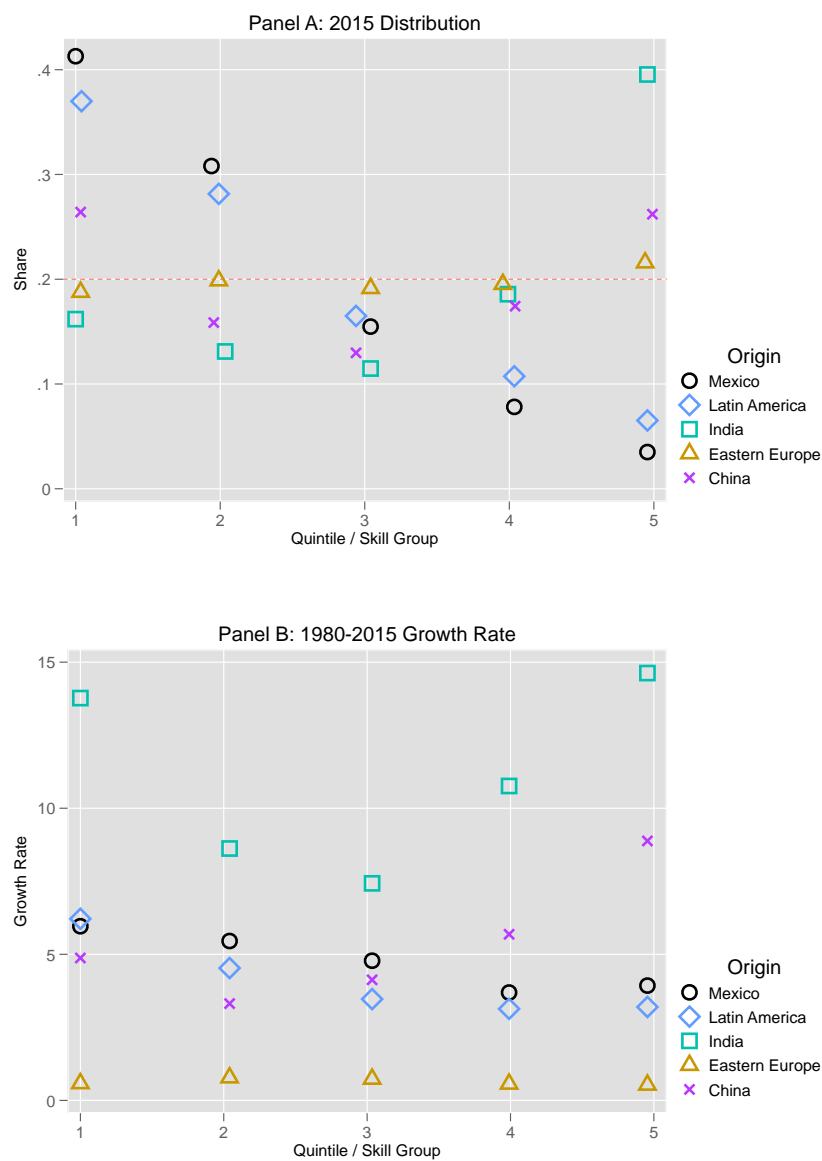 Panel A: 2015 Distribution
.4
.3
.2
.1
0
Share
1 2 3 4 5
Quintile / Skill Group
Origin
Mexico
Latin America
India
Eastern Europe
China
Panel B: 1980-2015 Growth Rate
15
10
5
0
Growth Rate
1 2 3 4 5
Quintile / Skill Group
Origin
Mexico
Latin America
India
Eastern Europe
China